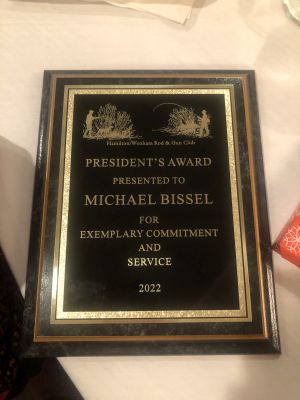 Hamilton/Wenham Rod & Gun Club
PRESIDENT'S AWARD
PRESENTED TO
MICHAEL BISSEL
FOR
EXEMPLARY COMMITMENT
AND
SERVICE
2022